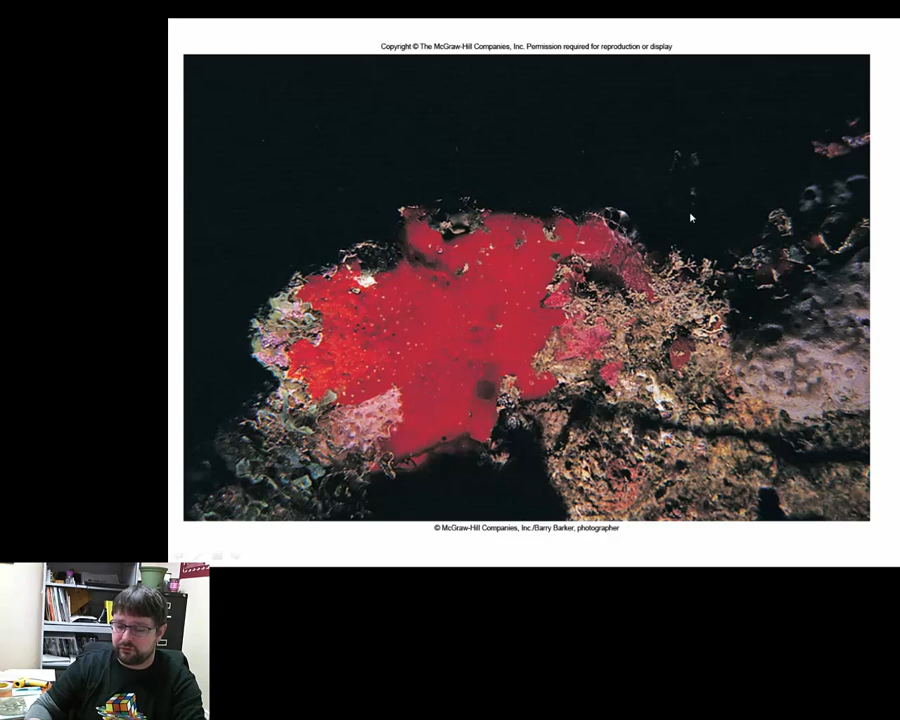 Copyright © The McGraw-Hill Companies, Inc. Permission required for reproduction or display
© McGraw-Hill Companies, Inc./Barry Barker, photographer